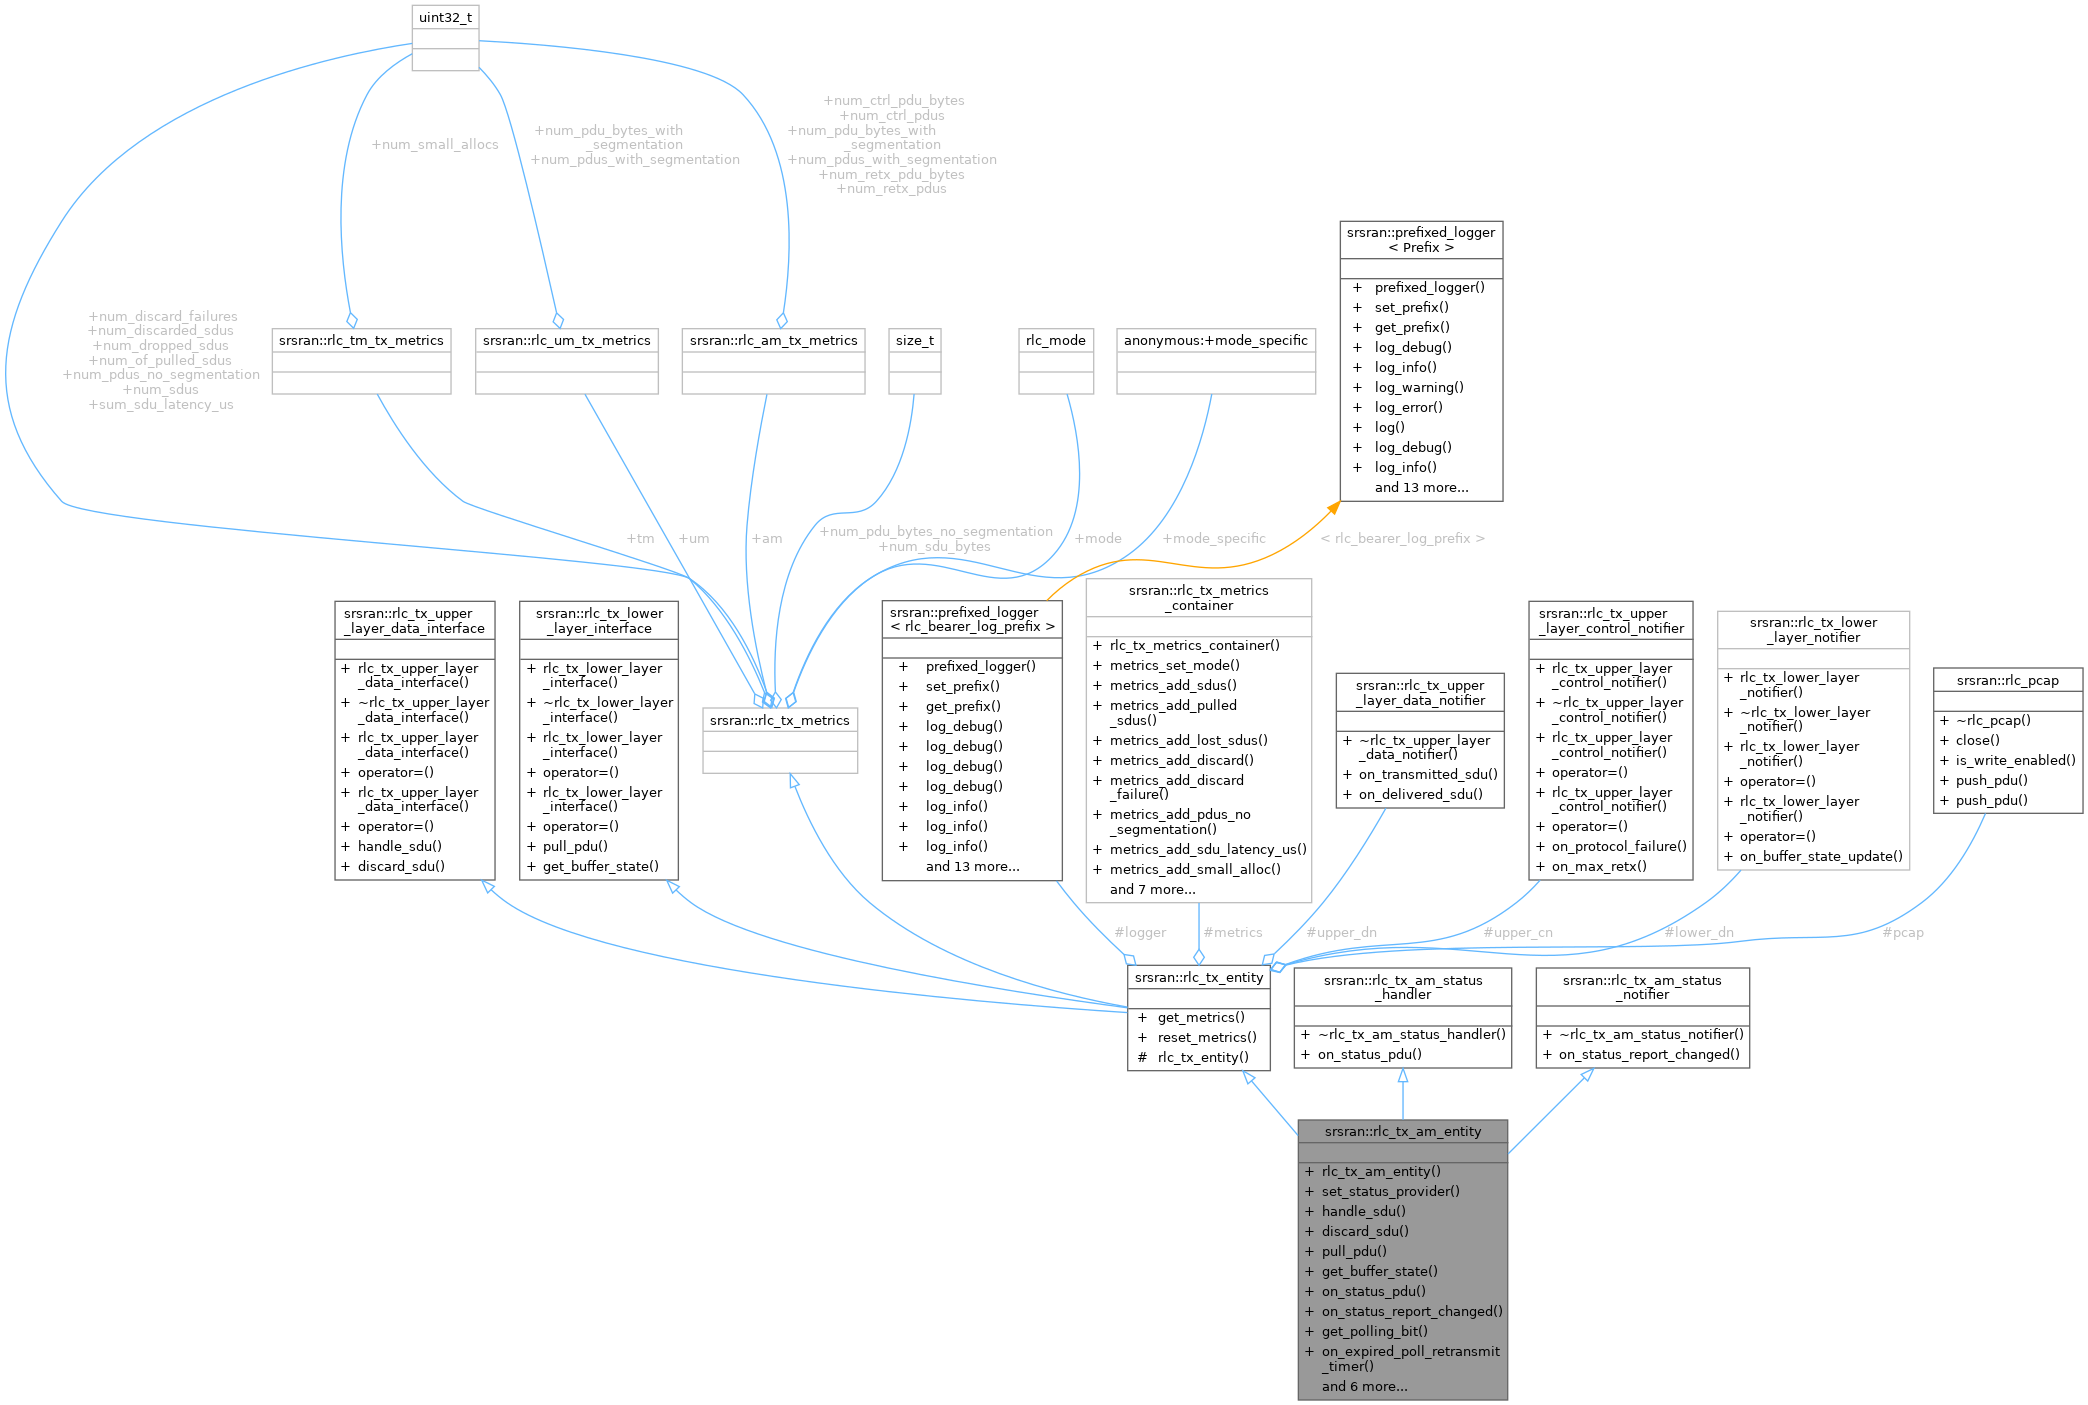 uint32_t
+num_ctrl_pdu_bytes
+num_ctrl_pdus
+num_pdu_bytes_with
_segmentation
+num_pdus_with_segmentation
+num_retx_pdu_bytes
+num_retx_pdus
+num_pdu_bytes_with
_segmentation
+num_pdus_with_segmentation
+num_small_allocs
srsran::prefixed_logger
< Prefix >
+ prefixed_logger()
+ set_prefix()
+ get_prefix()
+ log_debug()
+ log_info()
+ log_warning()
+ log_error()
+ log()
+ log_debug()
+ log_info()
and 13 more...
+num_discard_failures
+num_discarded_sdus
+num_dropped_sdus
+num_of_pulled_sdus
+num_pdus_no_segmentation
+num_sdus
+sum_sdu_latency_us
srsran::rlc_tm_tx_metrics
srsran::rlc_um_tx_metrics
srsran::rlc_am_tx_metrics
size_t
rlc_mode
anonymous:+mode_specific
+tm
+um
+am
+num_pdu_bytes_no_segmentation
+num_sdu_bytes
+mode
+mode_specific
< rlc_bearer_log_prefix >
srsran::rlc_tx_upper
_layer_data_interface
+ rlc_tx_upper_layer
_data_interface()
+ ~rlc_tx_upper_layer
_data_interface()
+ rlc_tx_upper_layer
_data_interface()
+ operator=()
+ rlc_tx_upper_layer
_data_interface()
+ operator=()
+ handle_sdu()
+ discard_sdu()
srsran::rlc_tx_lower
_layer_interface
+ rlc_tx_lower_layer
_interface()
+ ~rlc_tx_lower_layer
_interface()
+ rlc_tx_lower_layer
_interface()
+ operator=()
+ rlc_tx_lower_layer
_interface()
+ operator=()
+ pull_pdu()
+ get_buffer_state()
srsran::rlc_tx_metrics
srsran::prefixed_logger
< rlc_bearer_log_prefix >
+ prefixed_logger()
+ set_prefix()
+ get_prefix()
+ log_debug()
+ log_debug()
+ log_debug()
+ log_debug()
+ log_info()
+ log_info()
+ log_info()
and 13 more...
srsran::rlc_tx_metrics
_container
+ rlc_tx_metrics_container()
+ metrics_set_mode()
+ metrics_add_sdus()
+ metrics_add_pulled
_sdus()
+ metrics_add_lost_sdus()
+ metrics_add_discard()
+ metrics_add_discard
_failure()
+ metrics_add_pdus_no
_segmentation()
+ metrics_add_sdu_latency_us()
+ metrics_add_small_alloc()
and 7 more...
srsran::rlc_tx_upper
_layer_data_notifier
+ ~rlc_tx_upper_layer
_data_notifier()
+ on_transmitted_sdu()
+ on_delivered_sdu()
srsran::rlc_tx_upper
_layer_control_notifier
+ rlc_tx_upper_layer
_control_notifier()
+ ~rlc_tx_upper_layer
_control_notifier()
+ rlc_tx_upper_layer
_control_notifier()
+ operator=()
+ rlc_tx_upper_layer
_control_notifier()
+ operator=()
+ on_protocol_failure()
+ on_max_retx()
srsran::rlc_tx_lower
_layer_notifier
+ rlc_tx_lower_layer
_notifier()
+ ~rlc_tx_lower_layer
_notifier()
+ rlc_tx_lower_layer
_notifier()
+ operator=()
+ rlc_tx_lower_layer
_notifier()
+ operator=()
+ on_buffer_state_update()
srsran::rlc_pcap
+ ~rlc_pcap()
+ close()
+ is_write_enabled()
+ push_pdu()
+ push_pdu()
#logger
#metrics
#upper_dn
#upper_cn
#lower_dn
#pcap
srsran::rlc_tx_entity
+ get_metrics()
+ reset_metrics()
# rlc_tx_entity()
srsran::rlc_tx_am_status
_handler
+ ~rlc_tx_am_status_handler()
+ on_status_pdu()
srsran::rlc_tx_am_status
_notifier
+ ~rlc_tx_am_status_notifier()
+ on_status_report_changed()
srsran::rlc_tx_am_entity
+ rlc_tx_am_entity()
+ set_status_provider()
+ handle_sdu()
+ discard_sdu()
+ pull_pdu()
+ get_buffer_state()
+ on_status_pdu()
+ on_status_report_changed()
+ get_polling_bit()
+ on_expired_poll_retransmit
_timer()
and 6 more...